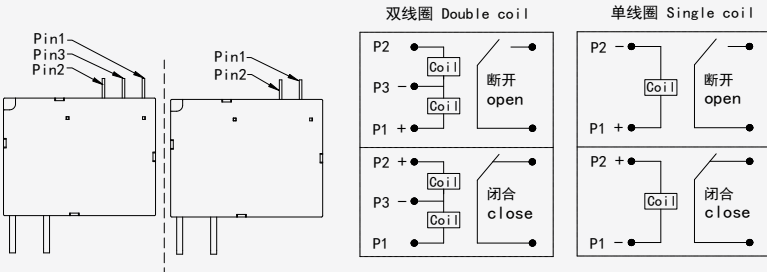 双线圈 Double coil
单线圈 Single coil
Pin1
Pin3
Pin2
Pin1
Pin2
P2
Coil
P3 -
Coil
P1 +
断开
open
P2 +
Coil
P3 -
Coil
P1
闭合
close
P2 -
Coil
P1 +
断开
open
P2 +
Coil
P1 -
闭合
close